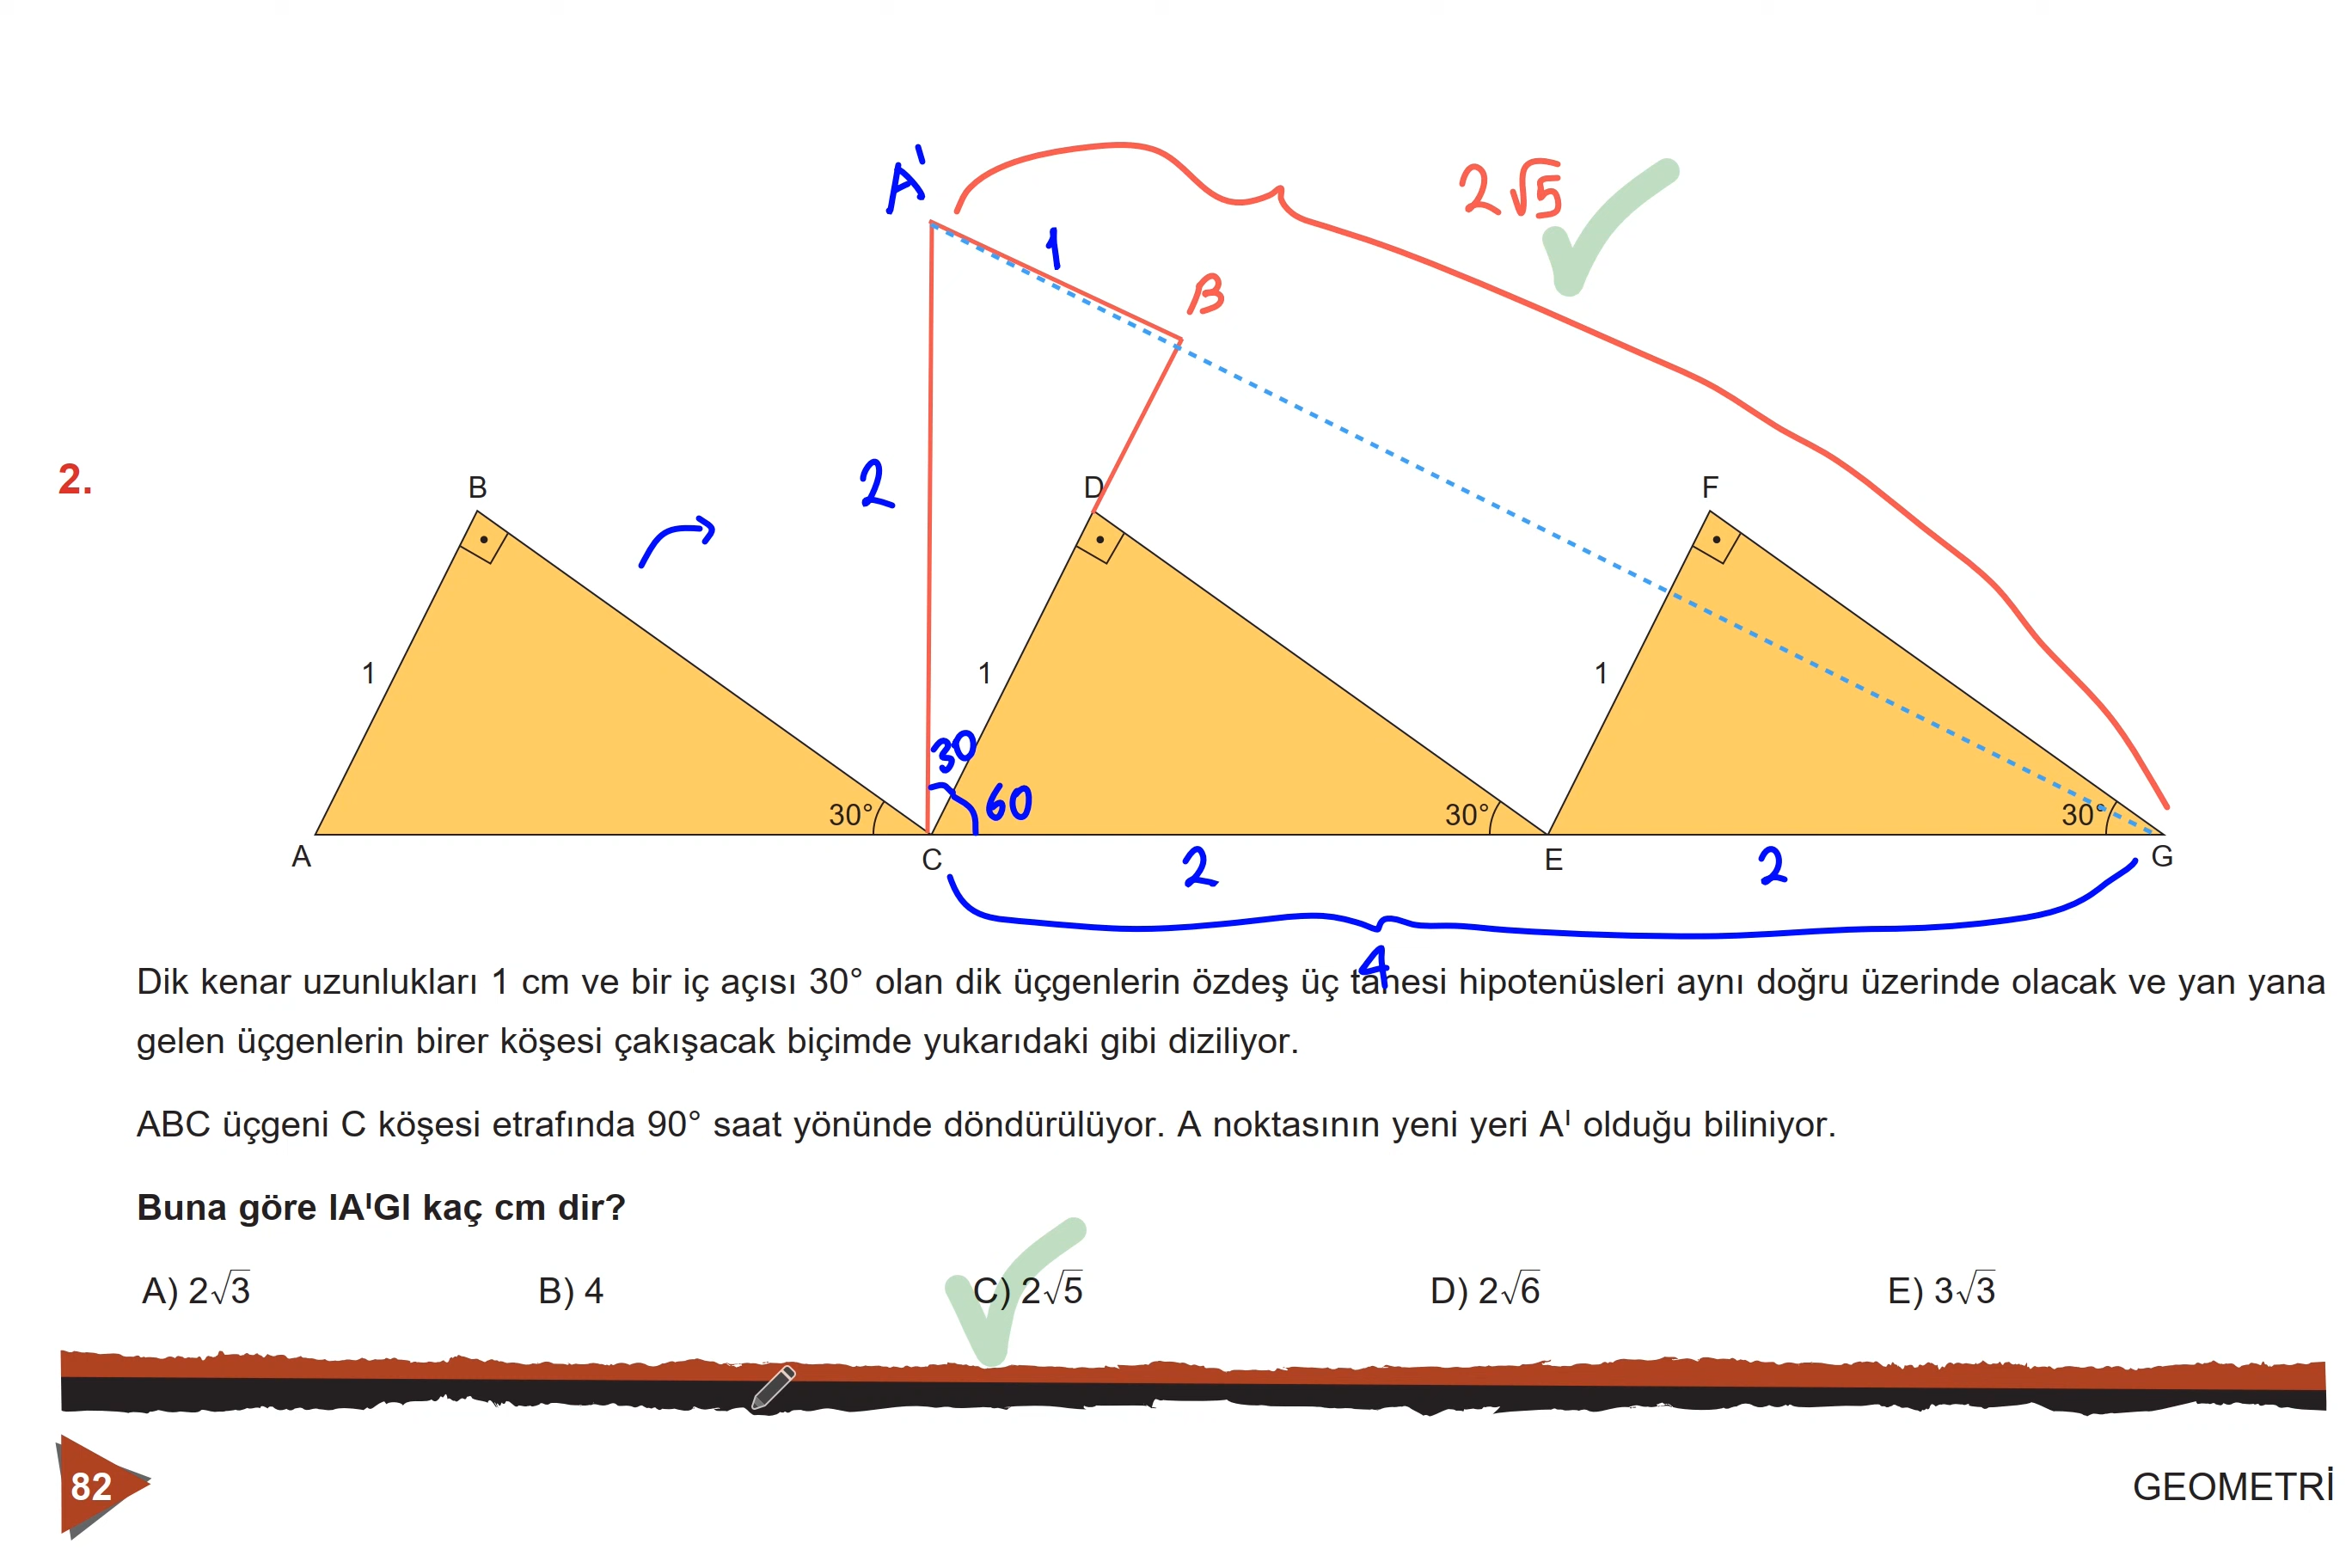 A'
2√5
1
B
2.
B
2
D
F
1
1
1
30
60
30°
30°
30°
A
C
2
E
2
G
4
Dik kenar uzunlukları 1 cm ve bir iç açısı 30° olan dik üçgenlerin özdeş üç tanesi hipotenüsleri aynı doğru üzerinde olacak ve yan yana
gelen üçgenlerin birer köşesi çakışacak biçimde yukarıdaki gibi diziliyor.
ABC üçgeni C köşesi etrafında 90° saat yönünde döndürülüyor. A noktasının yeni yeri Aᴵ olduğu biliniyor.
Buna göre IAᴵGI kaç cm dir?
A) 2√3 B) 4 C) 2√5 D) 2√6 E) 3√3
82
GEOMETRİ